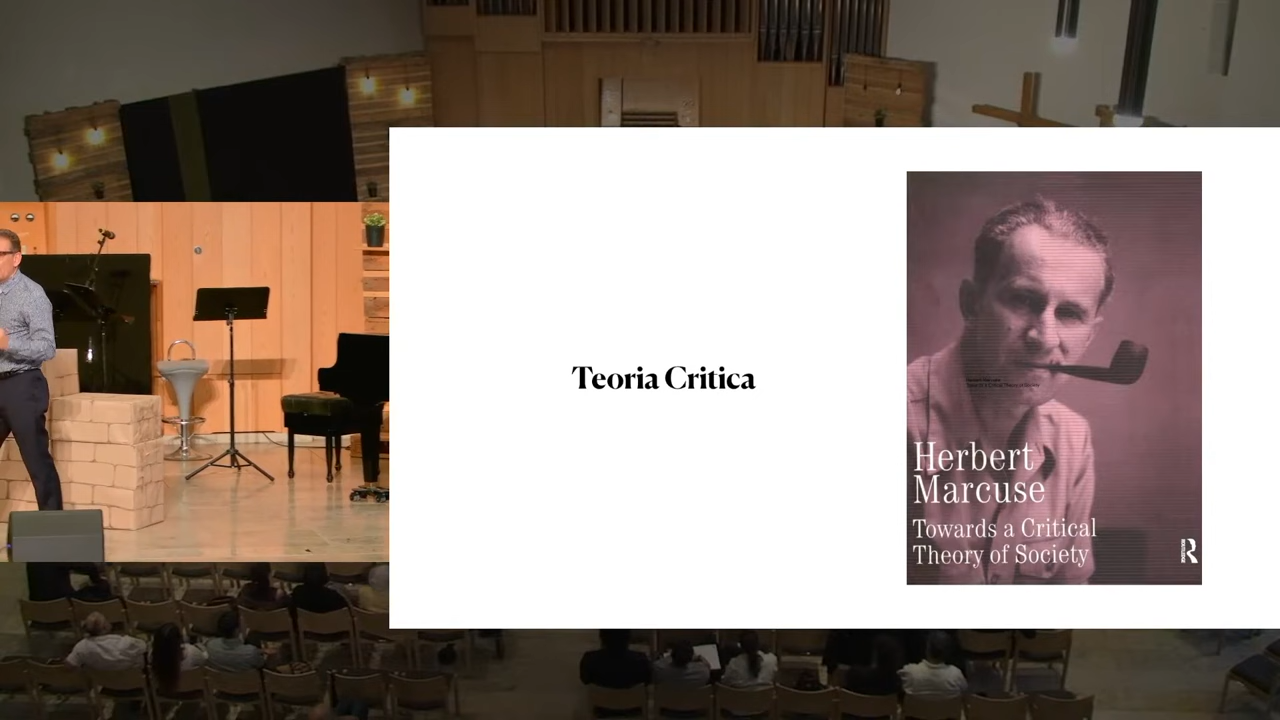 Teoria Critica
Herbert
Marcuse
Towards a Critical
Theory of Society